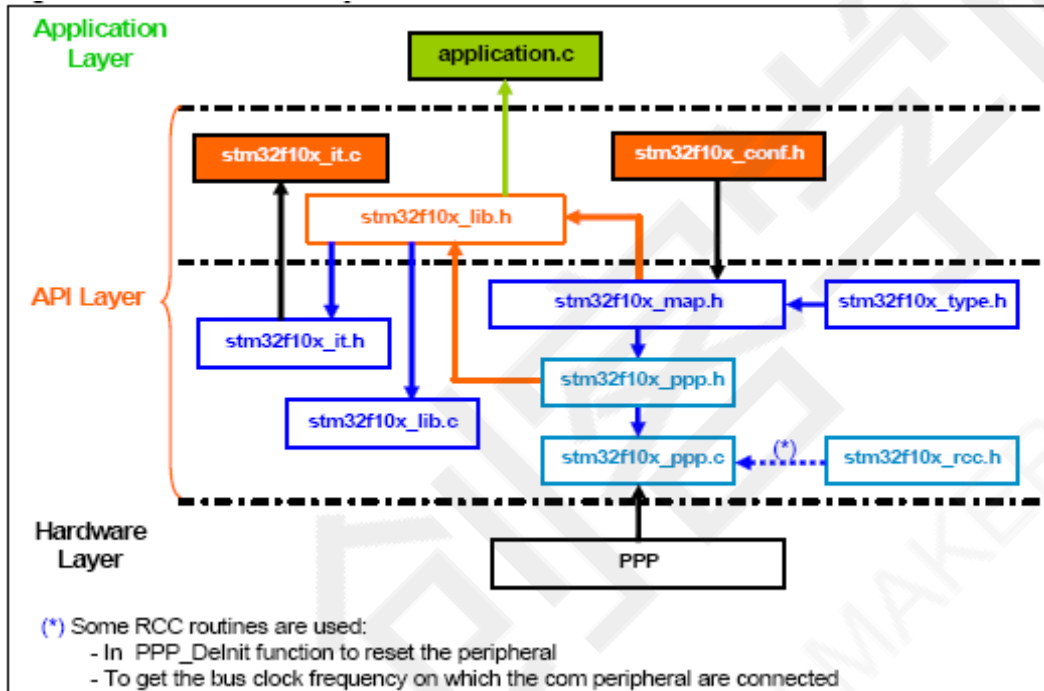 Application
Layer
application.c
stm32f10x_it.c
stm32f10x_conf.h
stm32f10x_lib.h
API Layer
stm32f10x_map.h
stm32f10x_type.h
stm32f10x_it.h
stm32f10x_ppp.h
stm32f10x_lib.c
stm32f10x_ppp.c
(*)
stm32f10x_rcc.h
Hardware
Layer
PPP
(*) Some RCC routines are used:
- In PPP_DeInit function to reset the peripheral
- To get the bus clock frequency on which the com peripheral are connected
MAKER